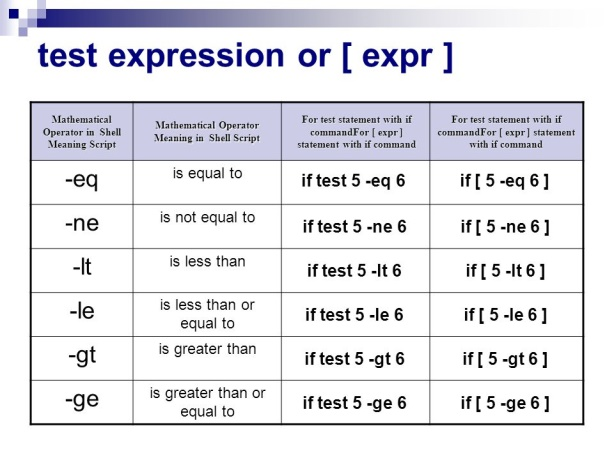 test expression or [ expr ]
Mathematical
Operator in Shell
Meaning Script
Mathematical Operator
Meaning in Shell Script
For test statement with if
commandFor [ expr ]
statement with if command
For test statement with if
commandFor [ expr ] statement
with if command
-eq
is equal to
if test 5 -eq 6
if [ 5 -eq 6 ]
-ne
is not equal to
if test 5 -ne 6
if [ 5 -ne 6 ]
-lt
is less than
if test 5 -lt 6
if [ 5 -lt 6 ]
-le
is less than or
equal to
if test 5 -le 6
if [ 5 -le 6 ]
-gt
is greater than
if test 5 -gt 6
if [ 5 -gt 6 ]
-ge
is greater than or
equal to
if test 5 -ge 6
if [ 5 -ge 6 ]